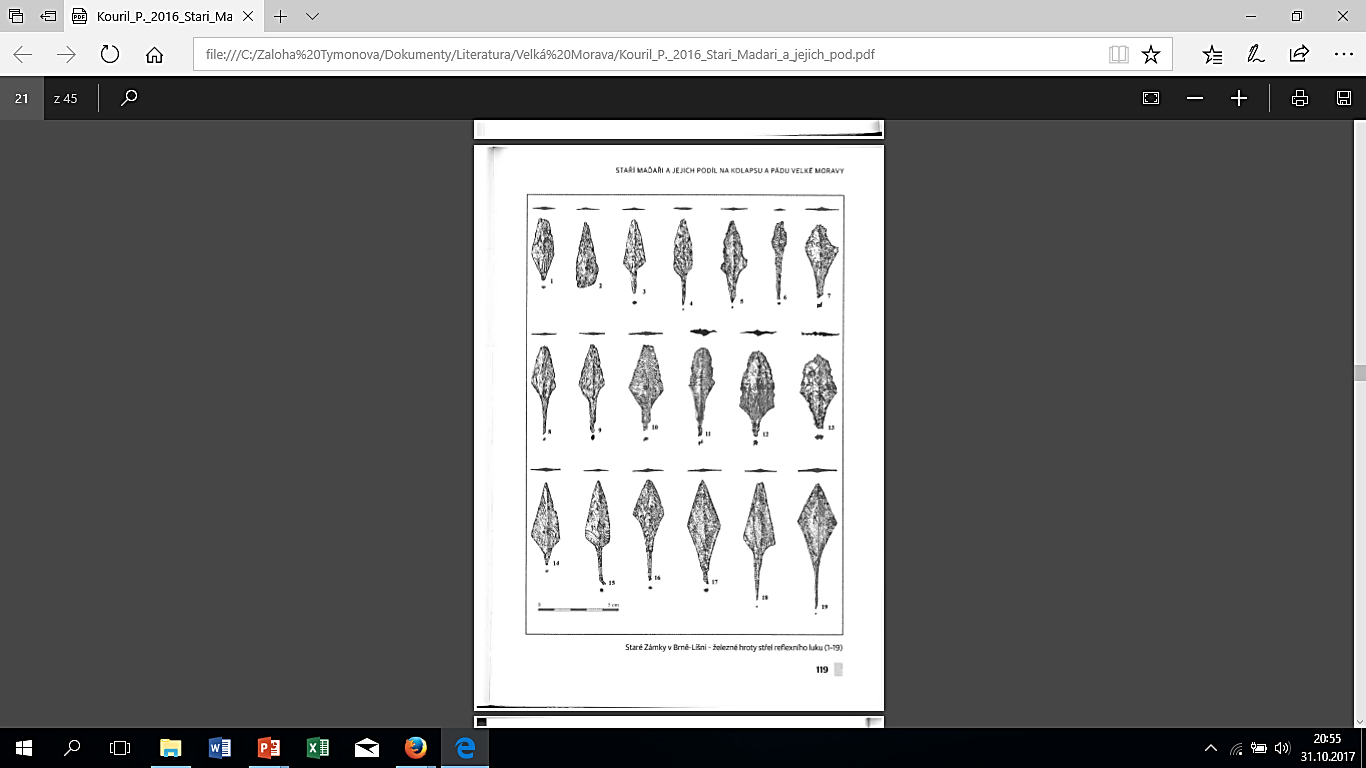 Kouril_P._2016_Stari_Ma
file:///C:/Zaloha%20Tymonova/Dokumenty/Literatura/Velká%20Morava/Kouril_P._2016_Stari_Madari_a_jejich_pod.pdf
21 z 45
STAŘÍ MAĎAŘI A JEJICH PODÍL NA KOLAPSU A PÁDU VELKÉ MORAVY
1 2 3 4 5 6 7
8 9 10 11 12 13
14 15 16 17 18 19
0 5 cm
Staré Zámky v Brně-Líšni - železné hroty střel reflexního luku (1-19)
119
20:55
31.10.2017